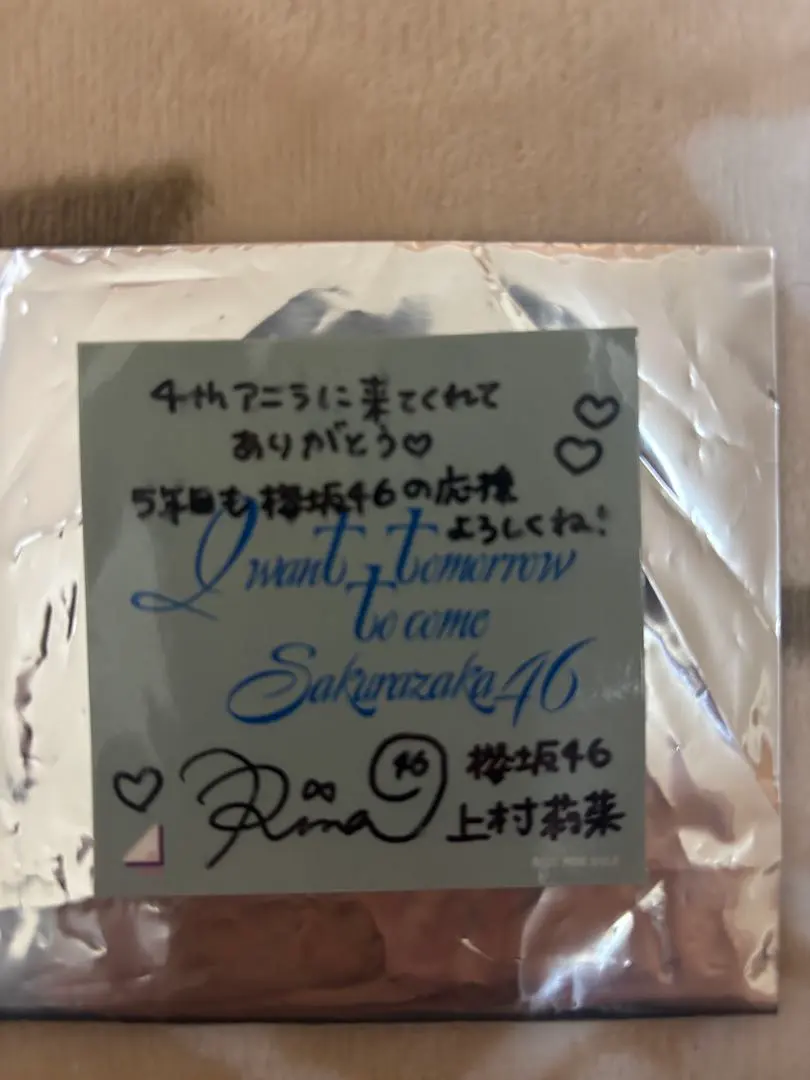 4thアニラに来てくれて
ありがとう♡
5年目も櫻坂46の応援
よろしくね!
I want tomorrow
to come
Sakurazaka46
Rina
46
櫻坂46
上村莉菜